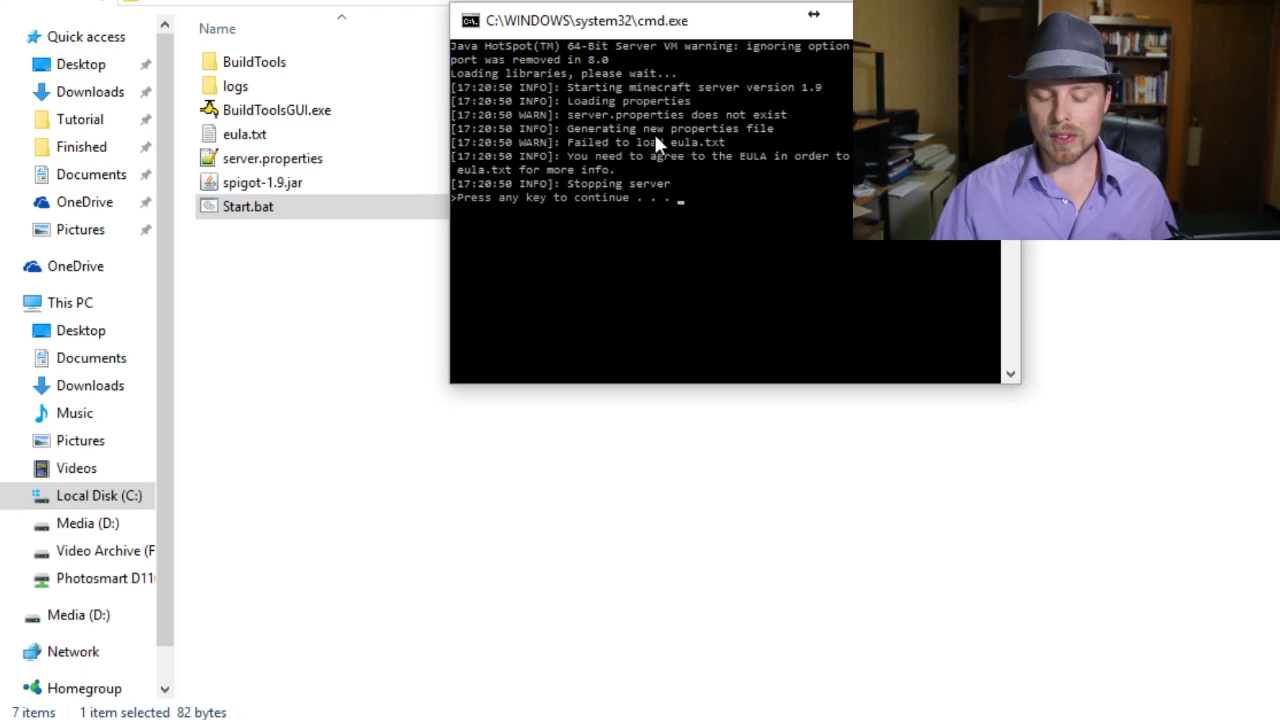 Quick access
Desktop
Downloads
Tutorial
Finished
Documents
OneDrive
Pictures
OneDrive
This PC
Desktop
Documents
Downloads
Music
Pictures
Videos
Local Disk (C:)
Media (D:)
Video Archive (F
Photosmart D11
Media (D:)
Network
Homegroup
7 items 1 item selected 82 bytes
Name
BuildTools
logs
BuildToolsGUI.exe
eula.txt
server.properties
spigot-1.9.jar
Start.bat
C:\WINDOWS\system32\cmd.exe
Java HotSpot(TM) 64-Bit Server VM warning: ignoring option
port was removed in 8.0
Loading libraries, please wait...
[17:20:50 INFO]: Starting minecraft server version 1.9
[17:20:50 INFO]: Loading properties
[17:20:50 WARN]: server.properties does not exist
[17:20:50 INFO]: Generating new properties file
[17:20:50 WARN]: Failed to load eula.txt
[17:20:50 INFO]: You need to agree to the EULA in order to
eula.txt for more info.
[17:20:50 INFO]: Stopping server
>Press any key to continue . . .